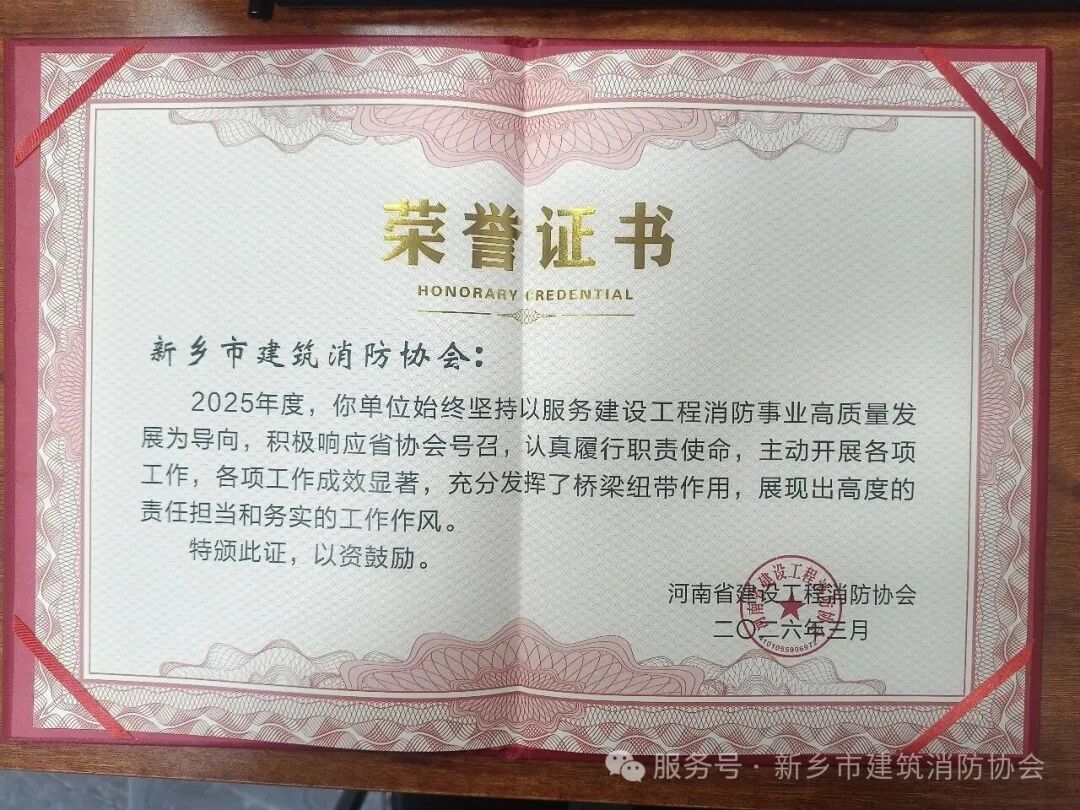 荣誉证书
HONORARY CREDENTIAL
新乡市建筑消防协会：
2025年度，你单位始终坚持以服务建设工程消防事业高质量发
展为导向，积极响应省协会号召，认真履行职责使命，主动开展各项
工作，各项工作成效显著，充分发挥了桥梁纽带作用，展现出高度的
责任担当和务实的工作作风。
特颁此证，以资鼓励。
河南省建设工程消防协会
二〇二六年三月
服务号·新乡市建筑消防协会